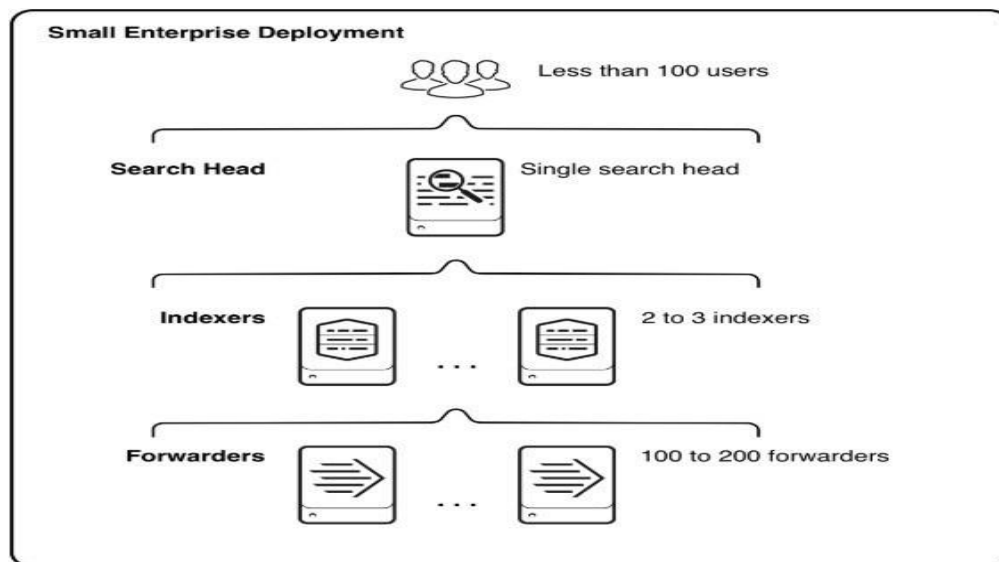 Small Enterprise Deployment
Less than 100 users
Search Head
Single search head
Indexers
2 to 3 indexers
...
Forwarders
100 to 200 forwarders
...